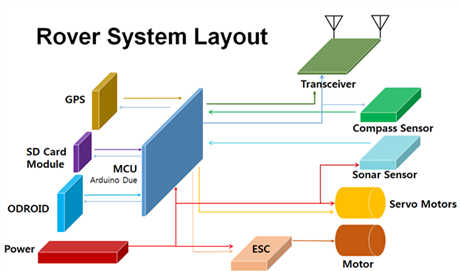 Rover System Layout
GPS
Transceiver
Compass Sensor
SD Card
Module
MCU
Arduino Due
Sonar Sensor
ODROID
Servo Motors
Power
ESC
Motor